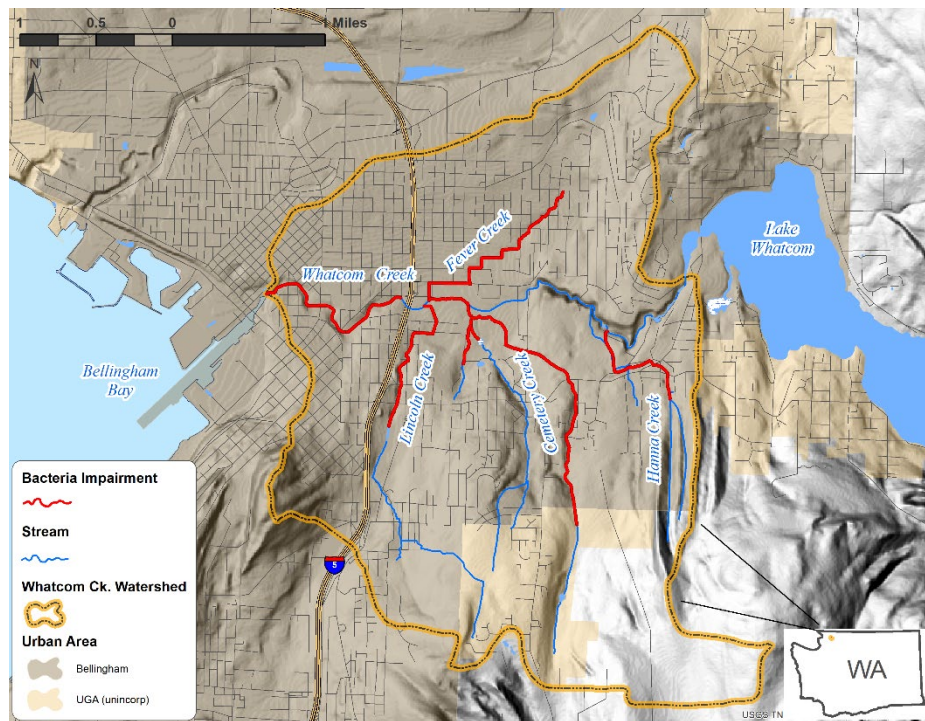 1 0.5 0 1 Miles
N
Fever Creek
Whatcom Creek
Lake
Whatcom
Bellingham
Bay
Lincoln Creek
Cemetery Creek
Hanna Creek
Bacteria Impairment
Stream
Whatcom Ck. Watershed
Urban Area
Bellingham
UGA (unincorp)
5
WA
USGS TN